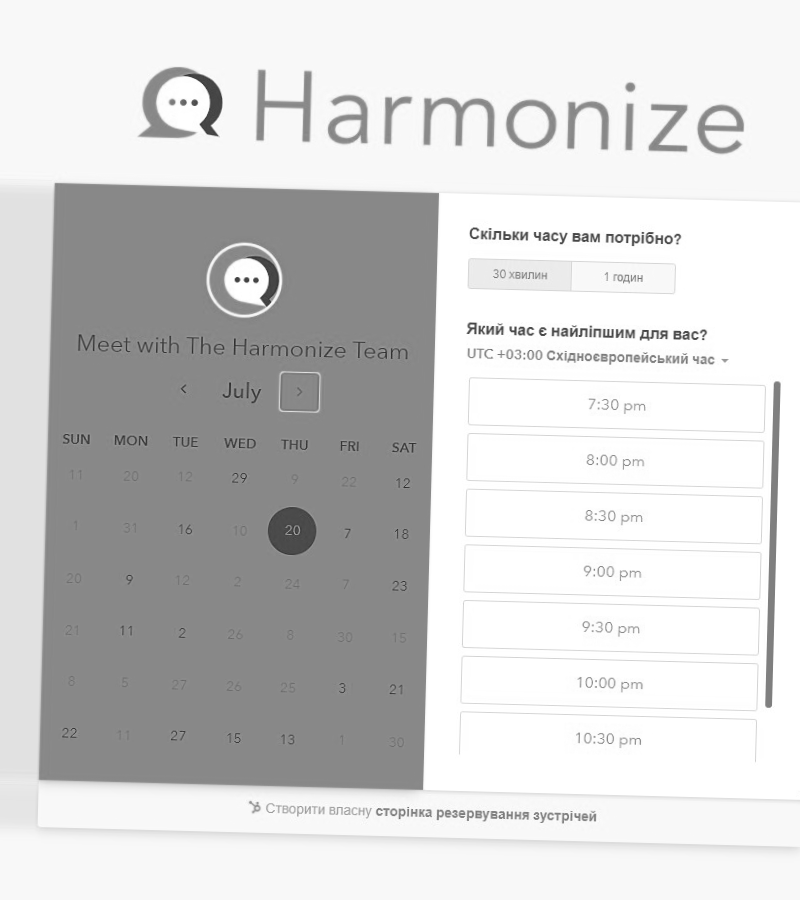 Harmonize
Meet with The Harmonize Team
July
SUN MON TUE WED THU FRI SAT
11 20 12 29 9 22 12
1 31 16 10 20 7 18
20 9 12 2 24 7 23
21 11 2 26 8 30 15
8 5 27 26 25 3 21
22 11 27 15 13 1 30
Скільки часу вам потрібно?
30 хвилин 1 годин
Який час є найліпшим для вас?
UTC +03:00 Східноєвропейський час
7:30 pm
8:00 pm
8:30 pm
9:00 pm
9:30 pm
10:00 pm
10:30 pm
Створити власну сторінка резервування зустрічей